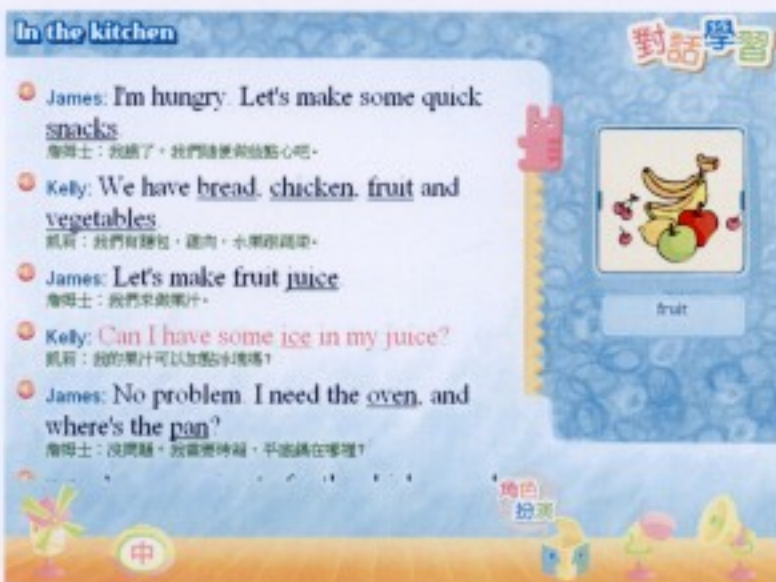 In the kitchen
對話學習
James: I'm hungry. Let's make some quick
snacks.
詹姆士：我餓了，我們隨便做些點心吧。
Kelly: We have bread, chicken, fruit and
vegetables.
凱莉：我們有麵包，雞肉，水果跟蔬菜。
James: Let's make fruit juice.
詹姆士：我們來做果汁。
Kelly: Can I have some ice in my juice?
凱莉：我的果汁可以加點冰塊嗎？
James: No problem. I need the oven, and
where's the pan?
詹姆士：沒問題。我需要烤箱，平底鍋在哪裡？
fruit
角色
扮演
中